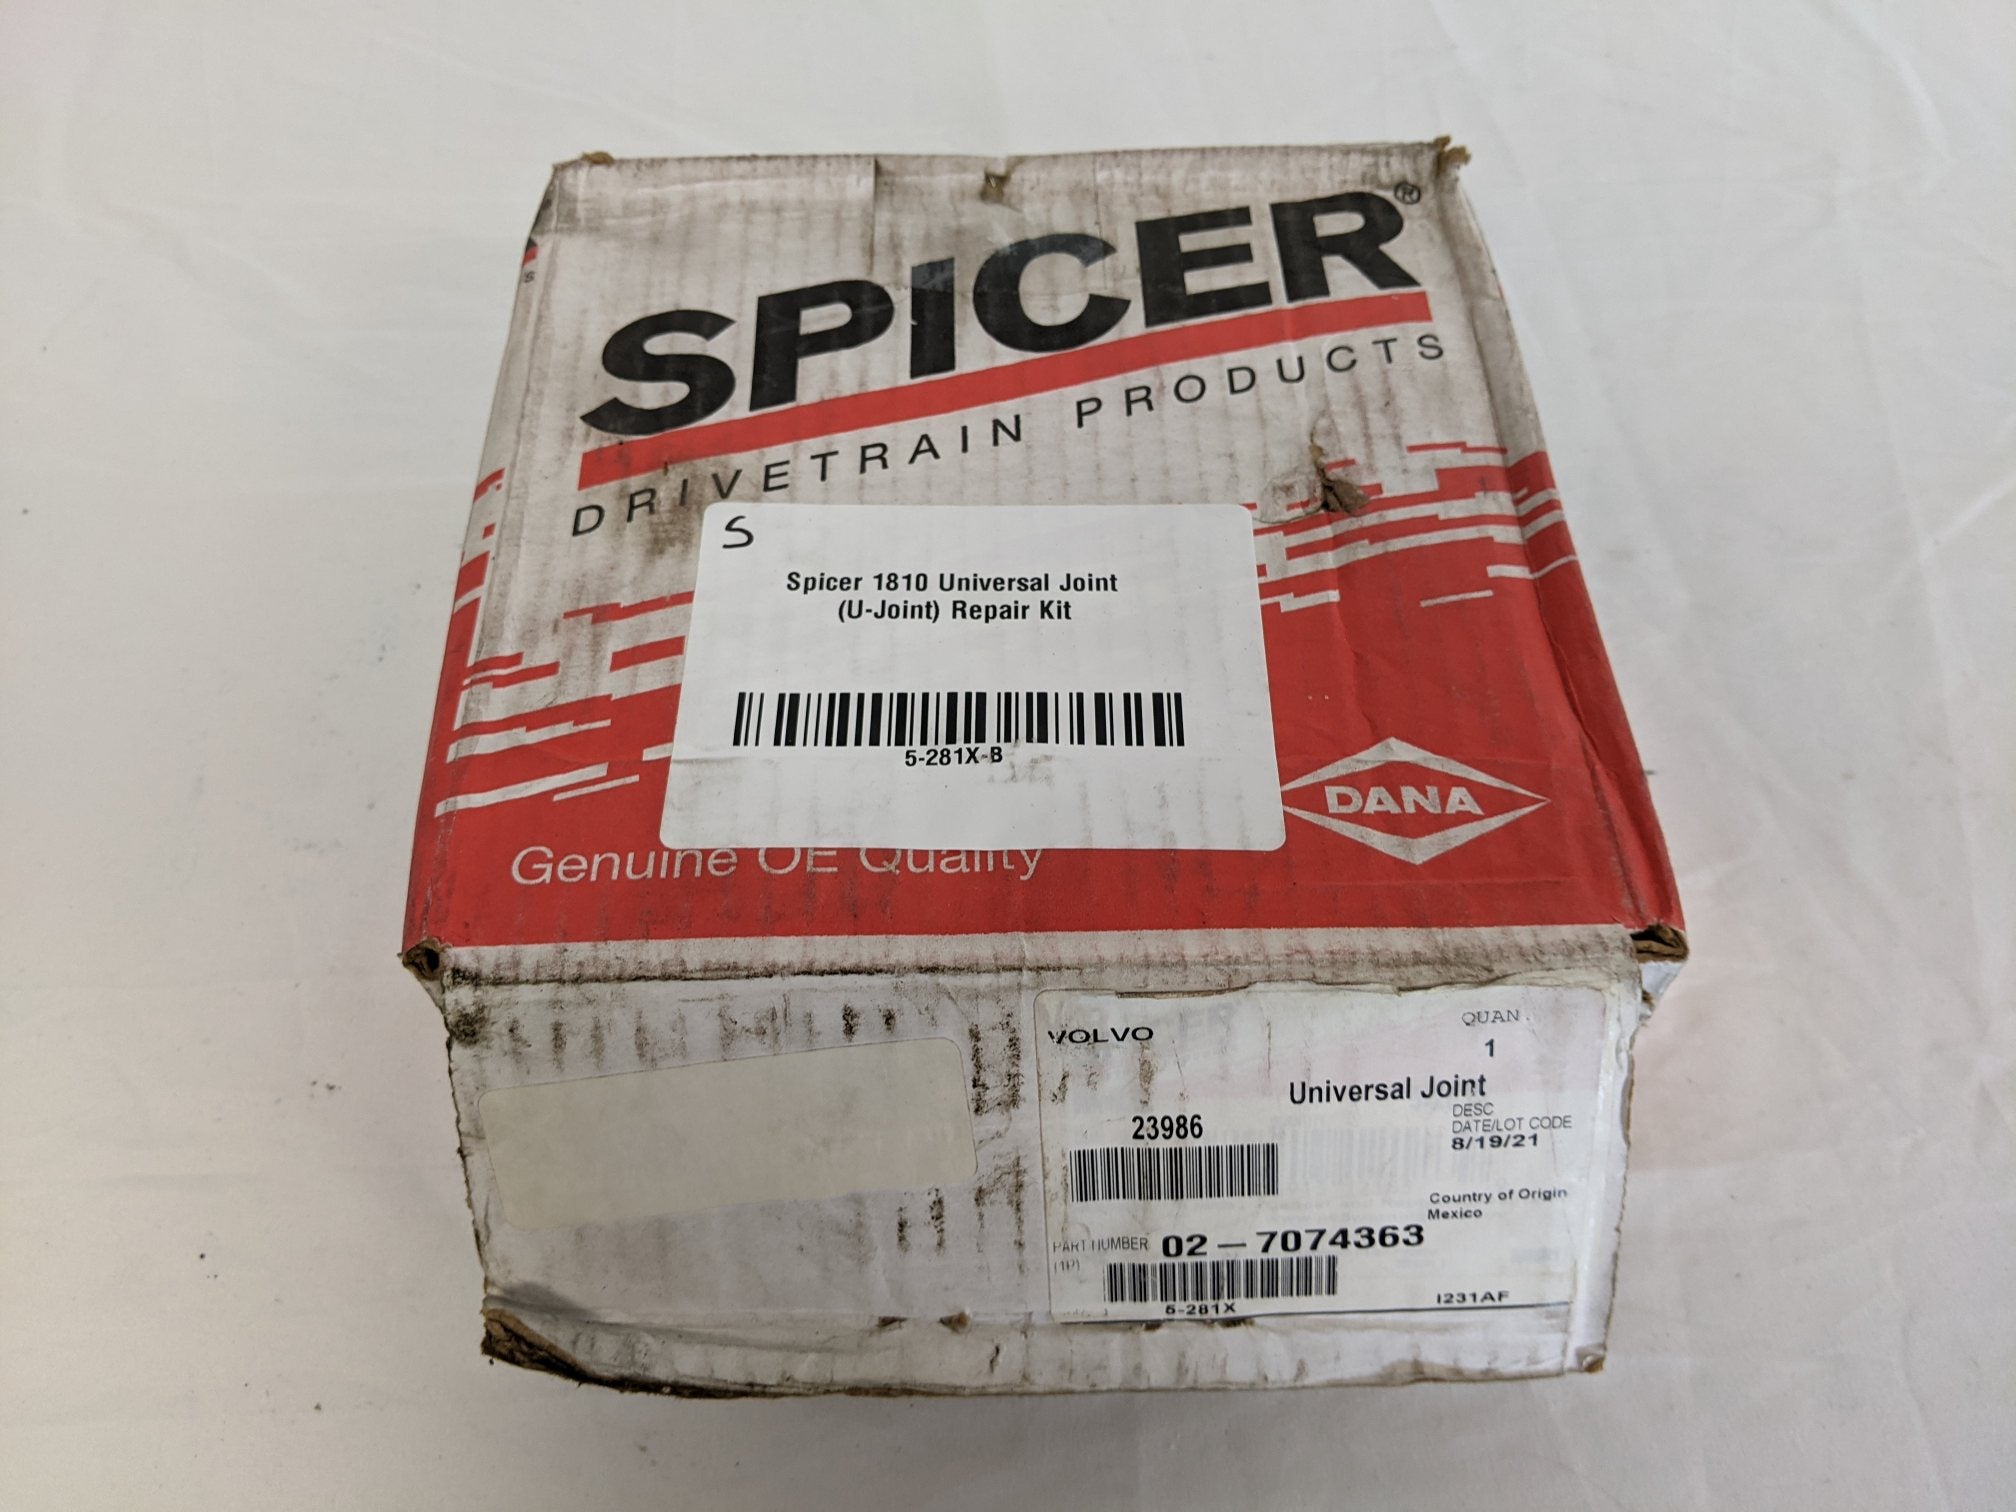 SPICER®
DRIVETRAIN PRODUCTS
S
Spicer 1810 Universal Joint
(U-Joint) Repair Kit
5-281X-B
DANA
Genuine OE Quality
VOLVO
QUAN.
1
Universal Joint
DESC
23986
DATE/LOT CODE
8/19/21
Country of Origin
Mexico
PART NUMBER 02-7074363
(1P)
5-281X
I231AF